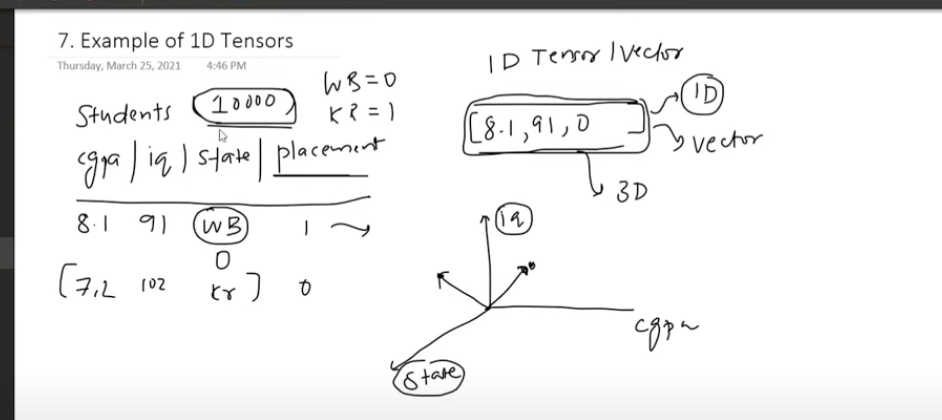 7. Example of 1D Tensors
Thursday, March 25, 2021 4:46 PM
Students 10000
WB=0
KR = 1
cgpa | iq | state | placement
8.1 91 WB 1
0
[7.2 102 Kr ] 0
1D Tensor / Vector
[8.1, 91, 0 ]
1D
vector
3D
iq
cgpa
State